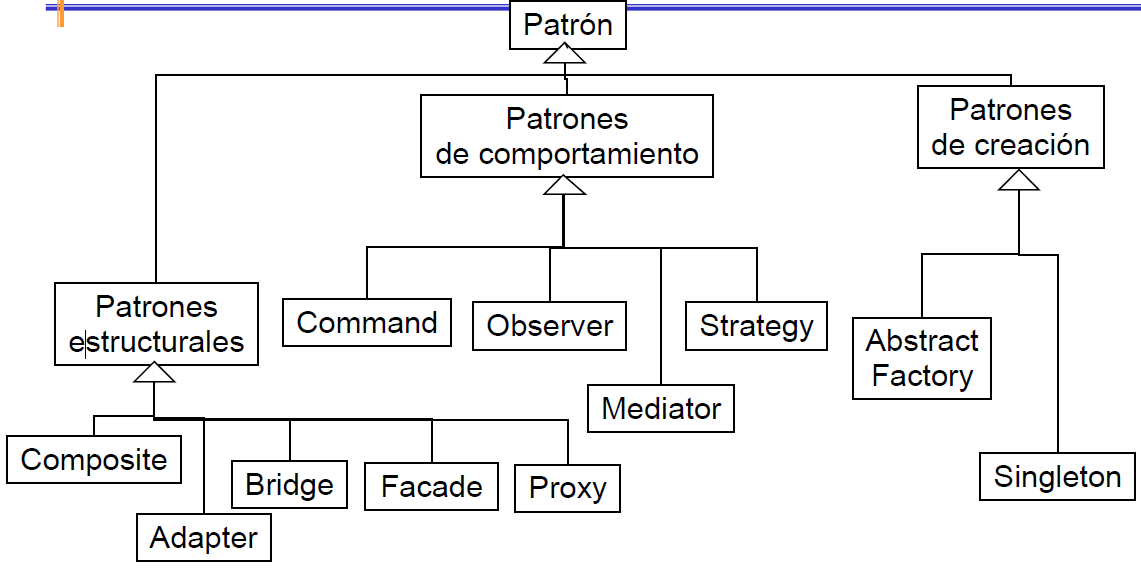 Patrón
Patrones
de comportamiento
Patrones
de creación
Patrones
estructurales
Command
Observer
Strategy
Mediator
Abstract
Factory
Singleton
Composite
Adapter
Bridge
Facade
Proxy